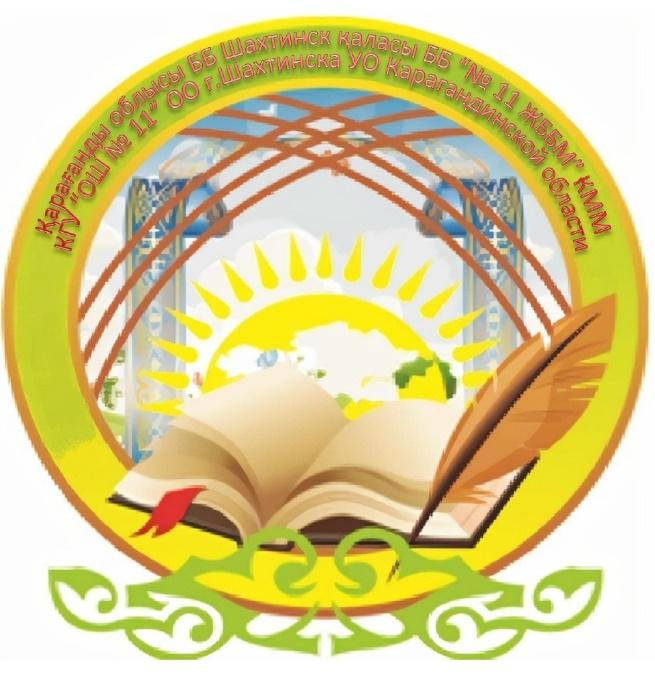 Қарағанды облысы ББ Шахтинск қаласы ББ "№ 11 ЖББМ" КММ
КГУ "ОШ № 11" ОО г.Шахтинска УО Карагандинской области